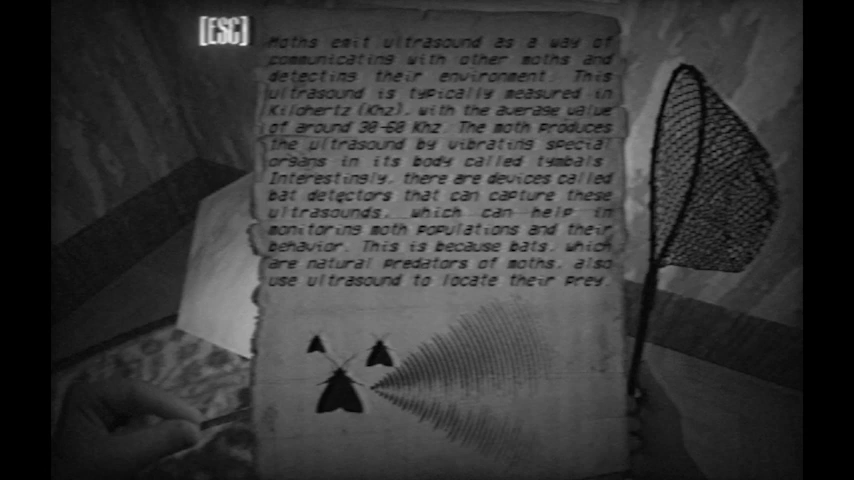 [ESC]
Moths emit ultrasound as a way of
communicating with other moths and
detecting their environment. This
ultrasound is typically measured in
Kilohertz (Khz), with the average value
of around 30-60 Khz. The moth produces
the ultrasound by vibrating special
organs in its body called tymbals.
Interestingly, there are devices called
bat detectors that can capture these
ultrasounds, which can help in
monitoring moth populations and their
behavior. This is because bats, which
are natural predators of moths, also
use ultrasound to locate their prey.